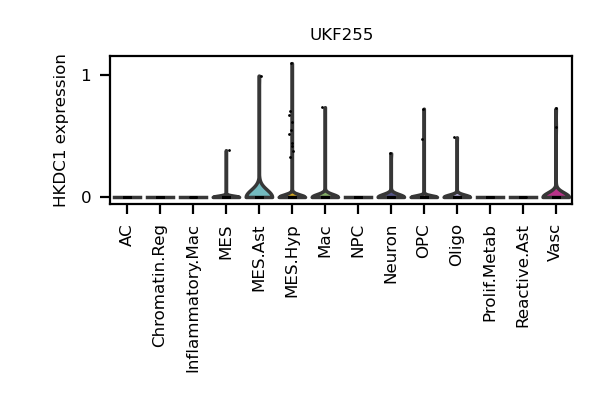 UKF255
HKDC1 expression
1
0
AC
Chromatin.Reg
Inflammatory.Mac
MES
MES.Ast
MES.Hyp
Mac
NPC
Neuron
OPC
Oligo
Prolif.Metab
Reactive.Ast
Vasc